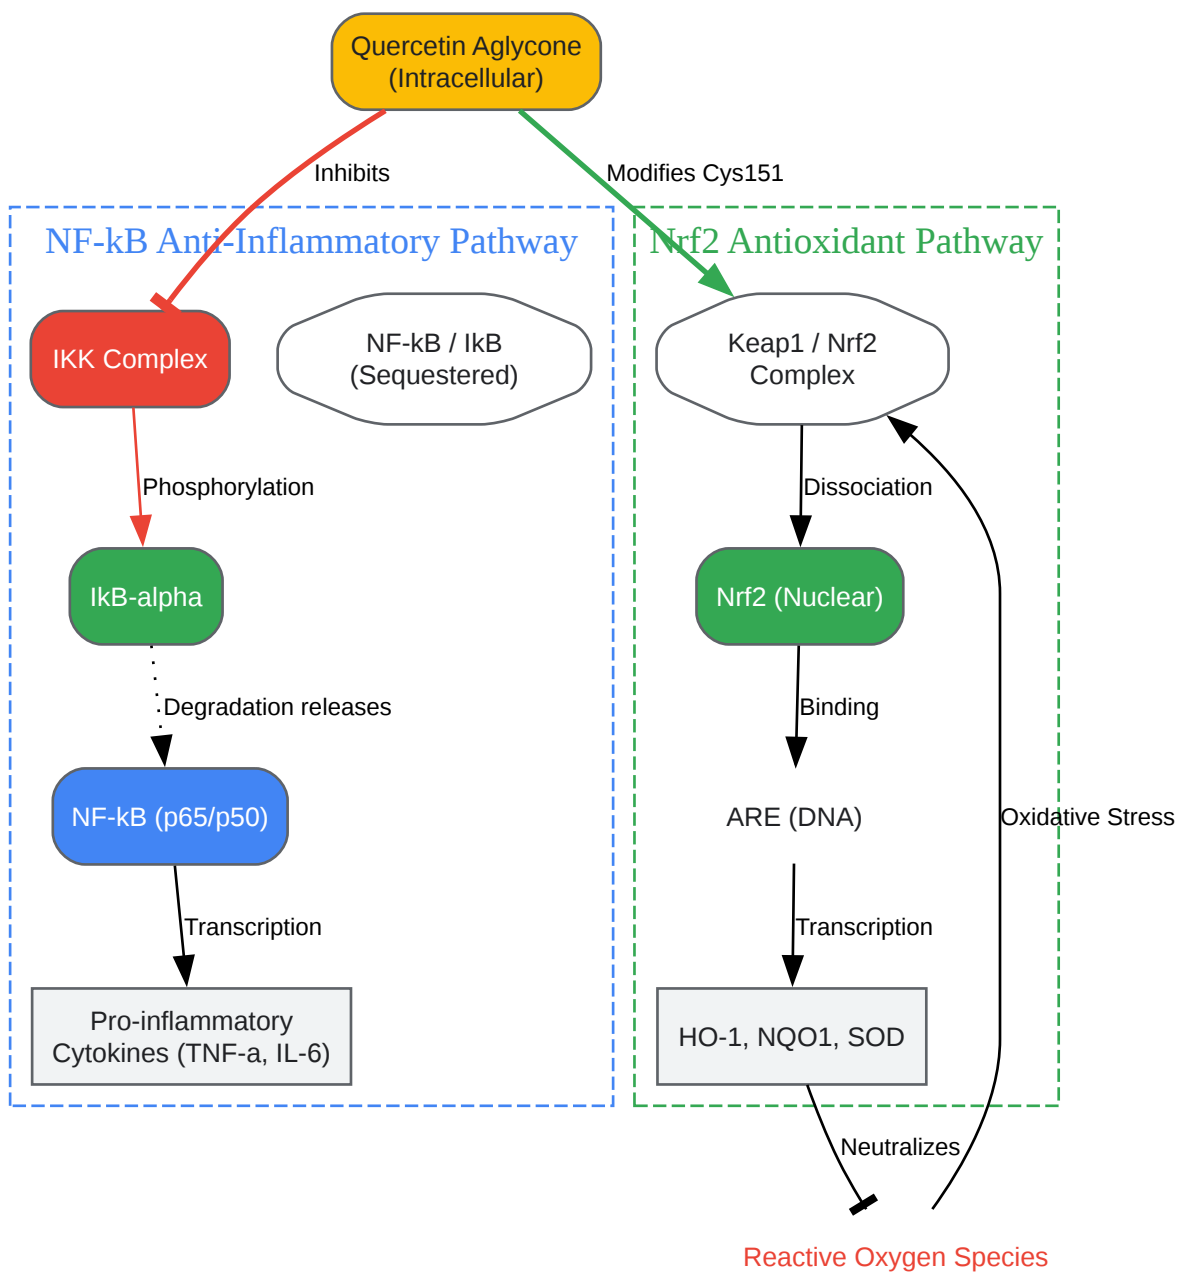 Quercetin Aglycone
(Intracellular)
Inhibits
Modifies Cys151
NF-kB Anti-Inflammatory Pathway
Nrf2 Antioxidant Pathway
IKK Complex
NF-kB / IkB
(Sequestered)
Keap1 / Nrf2
Complex
Phosphorylation
Dissociation
IkB-alpha
Nrf2 (Nuclear)
Degradation releases
Binding
NF-kB (p65/p50)
ARE (DNA)
Oxidative Stress
Transcription
Transcription
Pro-inflammatory
Cytokines (TNF-a, IL-6)
HO-1, NQO1, SOD
Neutralizes
Reactive Oxygen Species